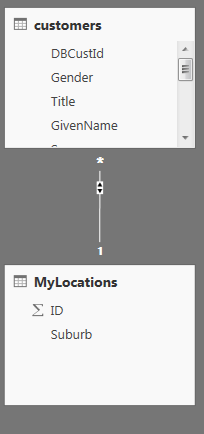 customers
DBCustId
Gender
Title
GivenName
*
1
MyLocations
Σ ID
Suburb